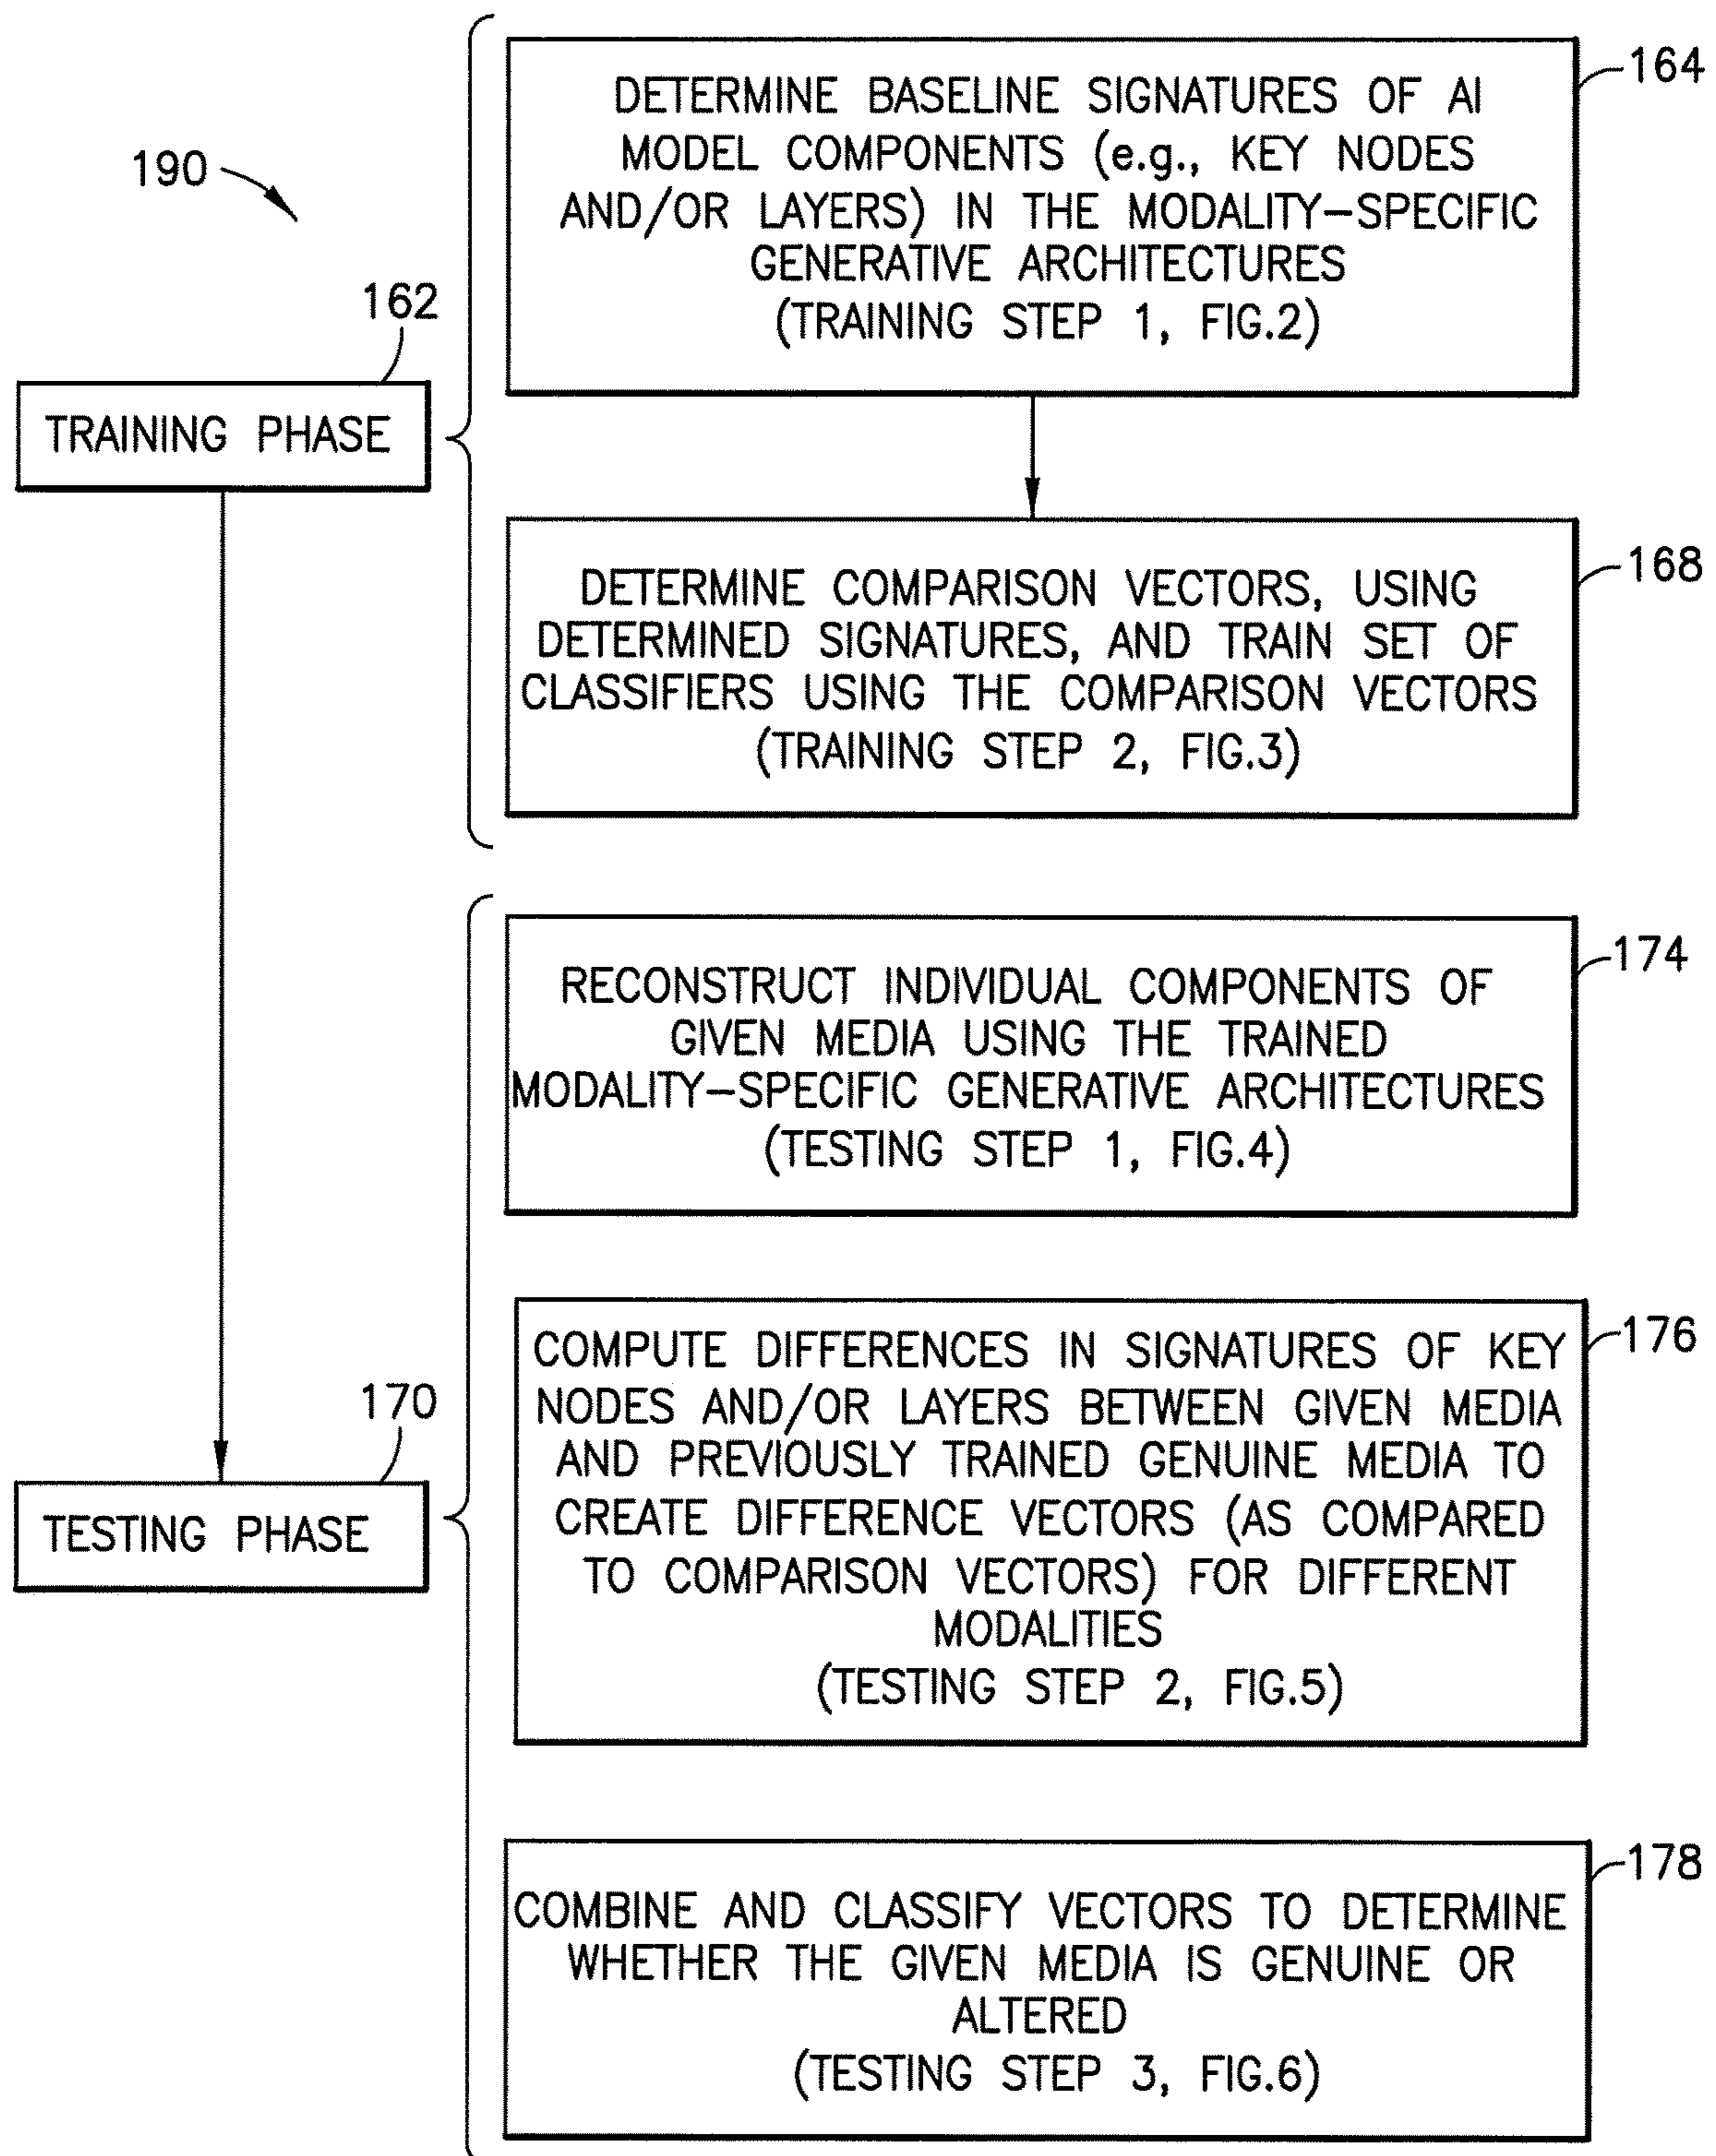 190
162
TRAINING PHASE
164
DETERMINE BASELINE SIGNATURES OF AI
MODEL COMPONENTS (e.g., KEY NODES
AND/OR LAYERS) IN THE MODALITY-SPECIFIC
GENERATIVE ARCHITECTURES
(TRAINING STEP 1, FIG.2)
168
DETERMINE COMPARISON VECTORS, USING
DETERMINED SIGNATURES, AND TRAIN SET OF
CLASSIFIERS USING THE COMPARISON VECTORS
(TRAINING STEP 2, FIG.3)
170
TESTING PHASE
174
RECONSTRUCT INDIVIDUAL COMPONENTS OF
GIVEN MEDIA USING THE TRAINED
MODALITY-SPECIFIC GENERATIVE ARCHITECTURES
(TESTING STEP 1, FIG.4)
176
COMPUTE DIFFERENCES IN SIGNATURES OF KEY
NODES AND/OR LAYERS BETWEEN GIVEN MEDIA
AND PREVIOUSLY TRAINED GENUINE MEDIA TO
CREATE DIFFERENCE VECTORS (AS COMPARED
TO COMPARISON VECTORS) FOR DIFFERENT
MODALITIES
(TESTING STEP 2, FIG.5)
178
COMBINE AND CLASSIFY VECTORS TO DETERMINE
WHETHER THE GIVEN MEDIA IS GENUINE OR
ALTERED
(TESTING STEP 3, FIG.6)